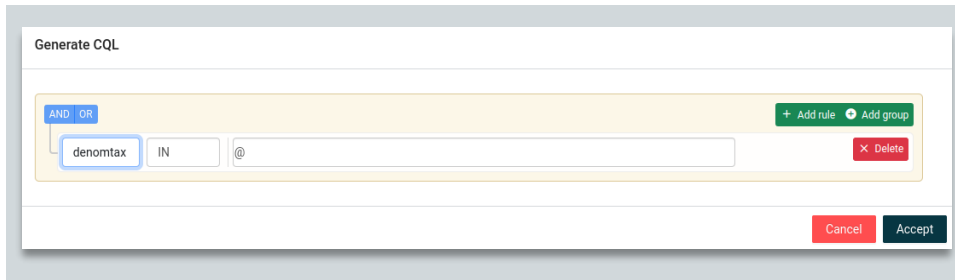 Generate CQL
AND OR
+ Add rule + Add group
denomtax IN @ × Delete
Cancel Accept